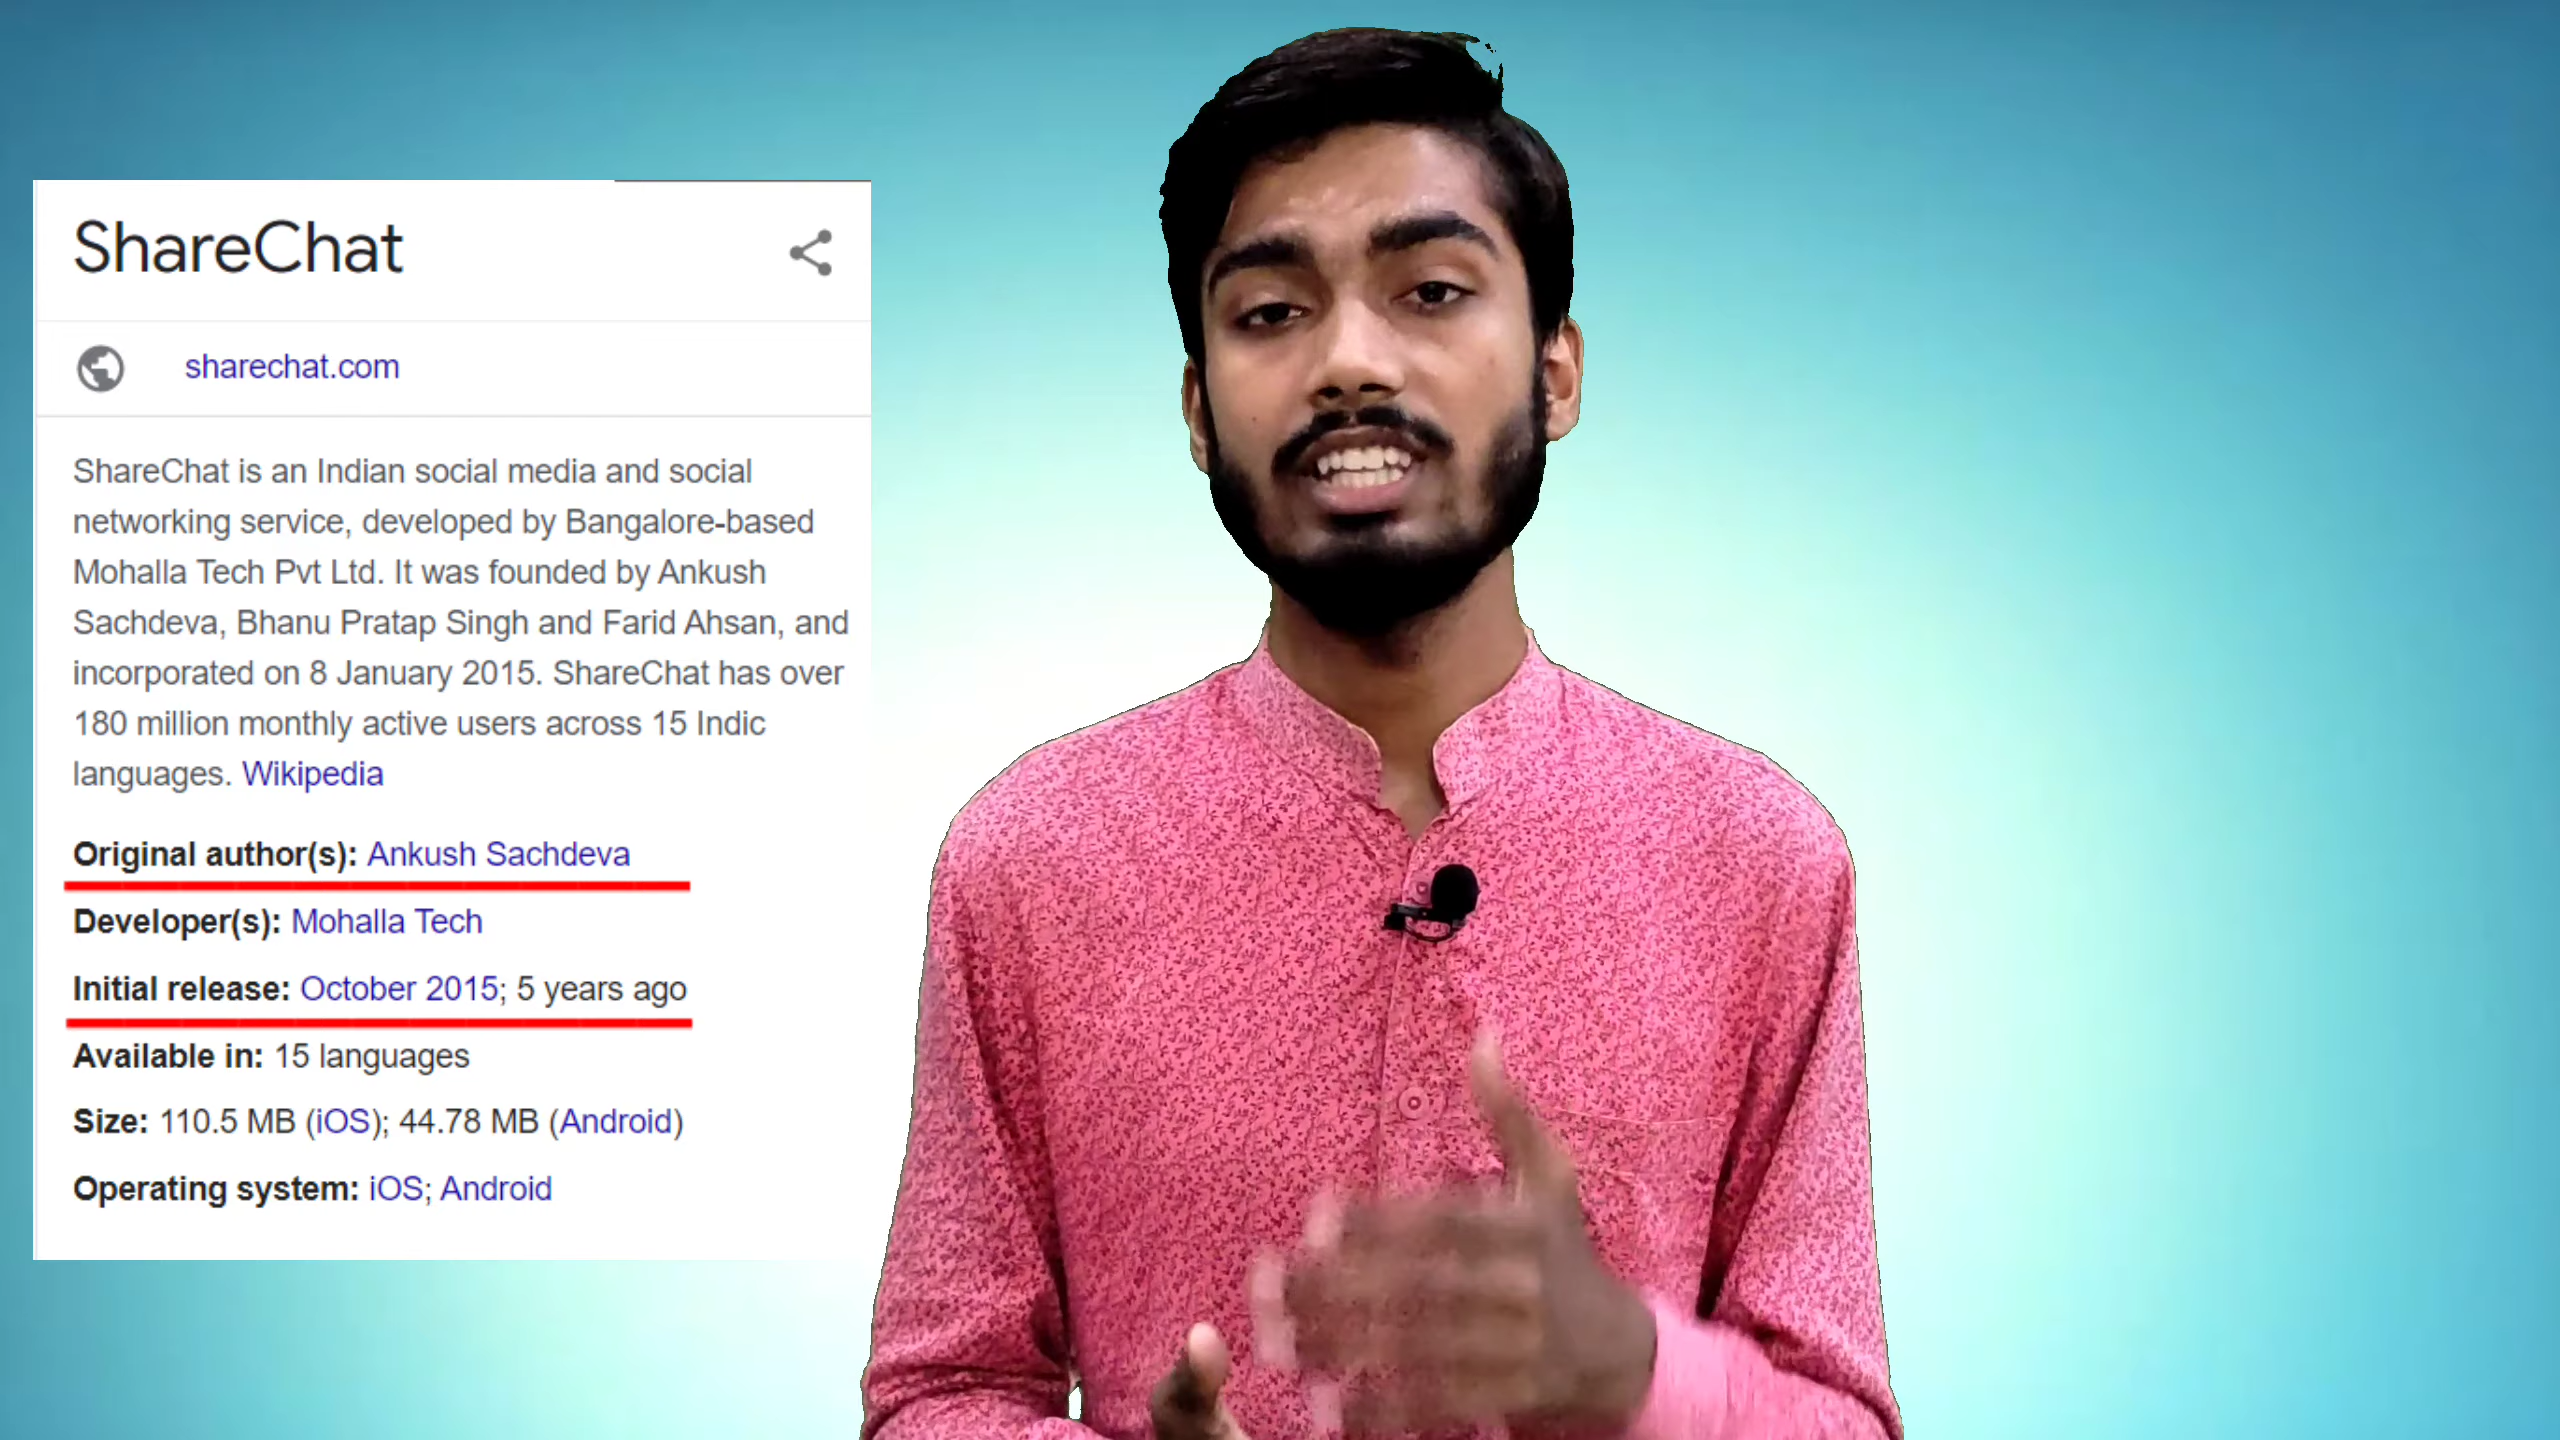 ShareChat
sharechat.com
ShareChat is an Indian social media and social
networking service, developed by Bangalore-based
Mohalla Tech Pvt Ltd. It was founded by Ankush
Sachdeva, Bhanu Pratap Singh and Farid Ahsan, and
incorporated on 8 January 2015. ShareChat has over
180 million monthly active users across 15 Indic
languages. Wikipedia
Original author(s): Ankush Sachdeva
Developer(s): Mohalla Tech
Initial release: October 2015; 5 years ago
Available in: 15 languages
Size: 110.5 MB (iOS); 44.78 MB (Android)
Operating system: iOS; Android